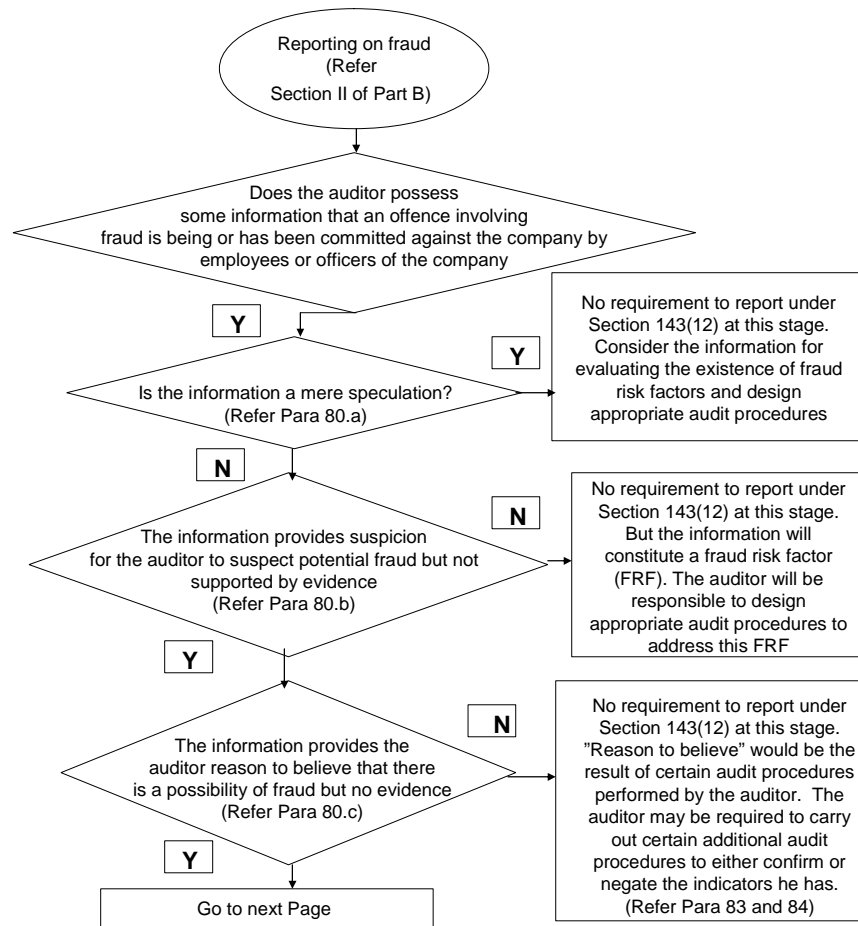 Reporting on fraud
(Refer
Section II of Part B)
Does the auditor possess
some information that an offence involving
fraud is being or has been committed against the company by
employees or officers of the company
Y
Is the information a mere speculation?
(Refer Para 80.a)
Y
No requirement to report under
Section 143(12) at this stage.
Consider the information for
evaluating the existence of fraud
risk factors and design
appropriate audit procedures
N
The information provides suspicion
for the auditor to suspect potential fraud but not
supported by evidence
(Refer Para 80.b)
N
No requirement to report under
Section 143(12) at this stage.
But the information will
constitute a fraud risk factor
(FRF). The auditor will be
responsible to design
appropriate audit procedures to
address this FRF
Y
The information provides the
auditor reason to believe that there
is a possibility of fraud but no evidence
(Refer Para 80.c)
N
No requirement to report under
Section 143(12) at this stage.
”Reason to believe” would be the
result of certain audit procedures
performed by the auditor. The
auditor may be required to carry
out certain additional audit
procedures to either confirm or
negate the indicators he has.
(Refer Para 83 and 84)
Y
Go to next Page